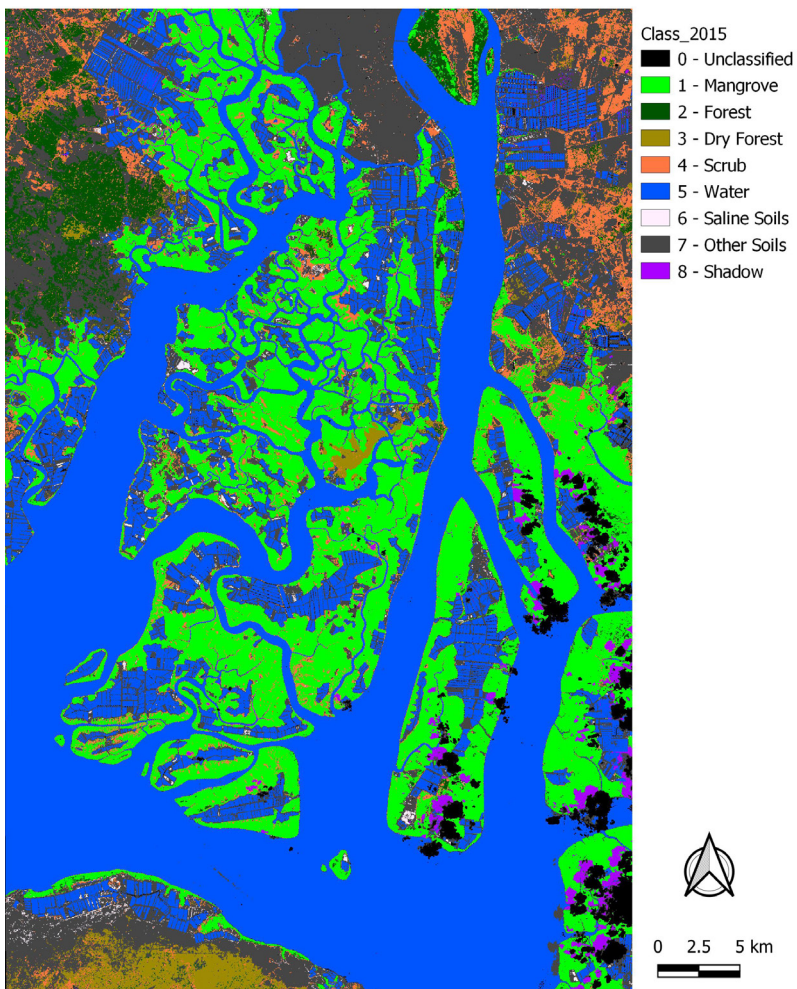 Class_2015
0 - Unclassified
1 - Mangrove
2 - Forest
3 - Dry Forest
4 - Scrub
5 - Water
6 - Saline Soils
7 - Other Soils
8 - Shadow
0 2.5 5 km